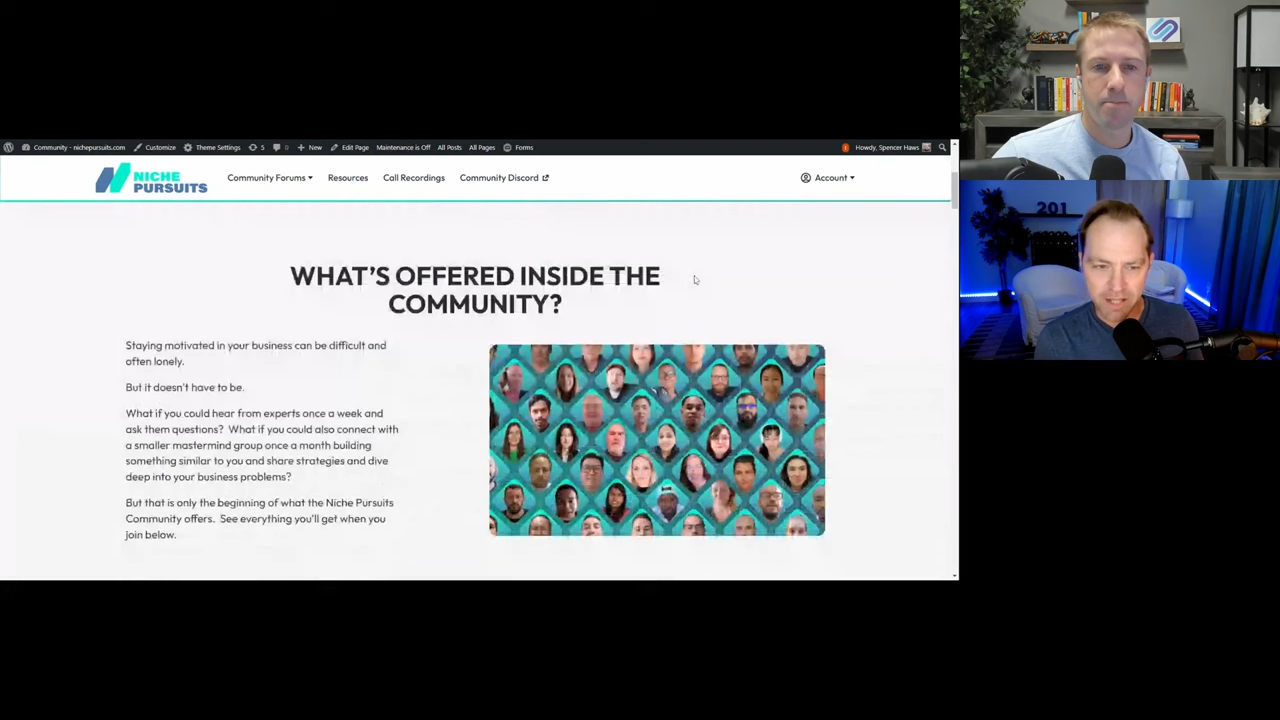 Community - nichepursuits.com Customize Theme Settings 5 0 New Edit Page Maintenance is Off All Posts All Pages Forms Howdy, Spencer Haws
NICHE
PURSUITS
Community Forums Resources Call Recordings Community Discord Account
WHAT'S OFFERED INSIDE THE
COMMUNITY?
Staying motivated in your business can be difficult and
often lonely.
But it doesn't have to be.
What if you could hear from experts once a week and
ask them questions?  What if you could also connect with
a smaller mastermind group once a month building
something similar to you and share strategies and dive
deep into your business problems?
But that is only the beginning of what the Niche Pursuits
Community offers.  See everything you'll get when you
join below.
201